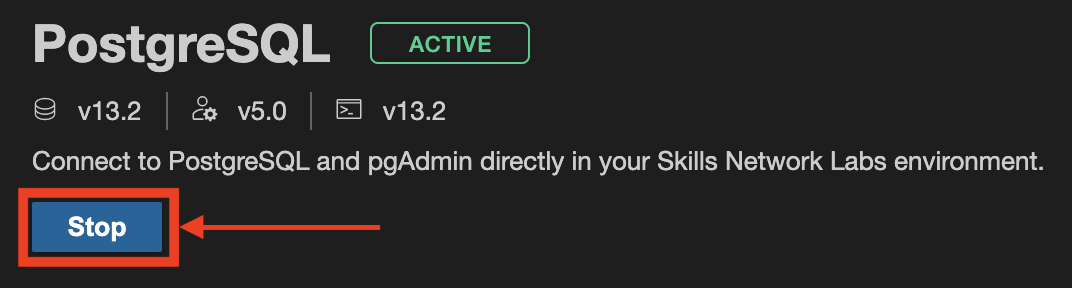 PostgreSQL ACTIVE
v13.2 v5.0 v13.2
Connect to PostgreSQL and pgAdmin directly in your Skills Network Labs environment.
Stop